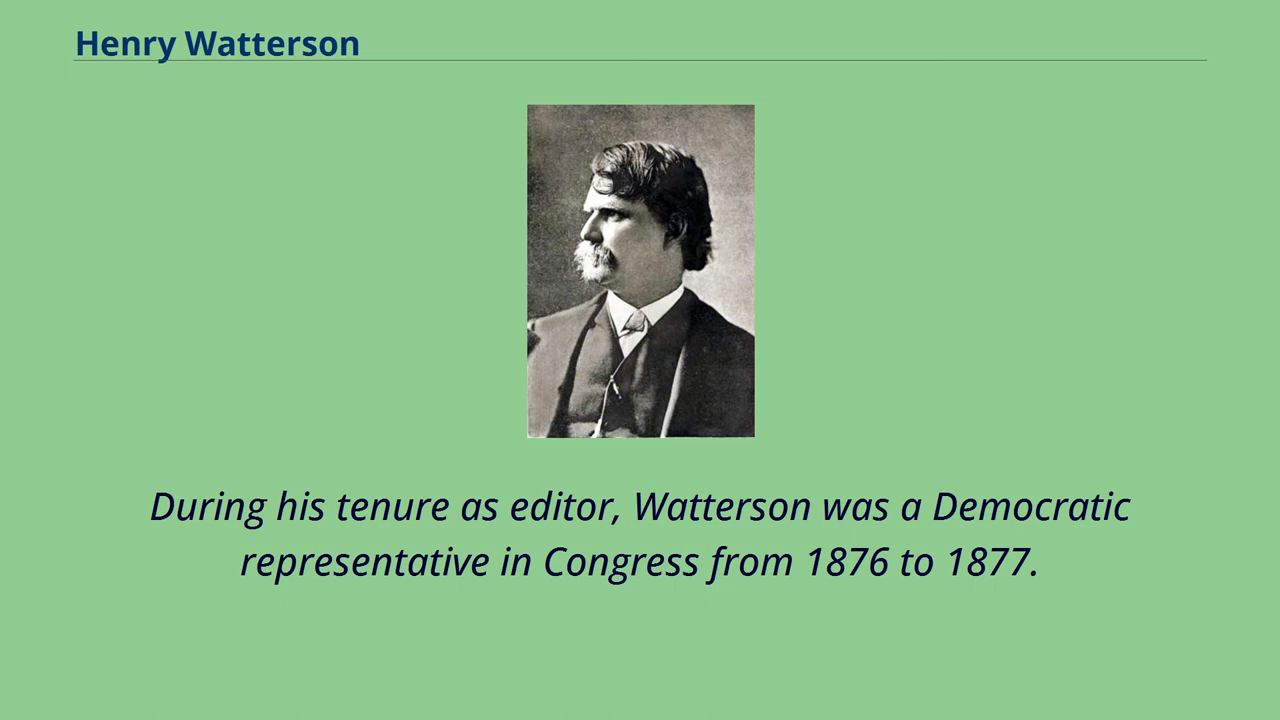 Henry Watterson
During his tenure as editor, Watterson was a Democratic
representative in Congress from 1876 to 1877.